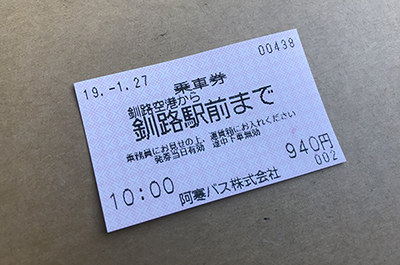 19.-1.27 00438
乗車券
釧路空港から
釧路駅前まで
乗務員にお見せの上、運賃箱にお入れください
発券当日有効 途中下車無効
940円
002
10:00 阿寒バス株式会社